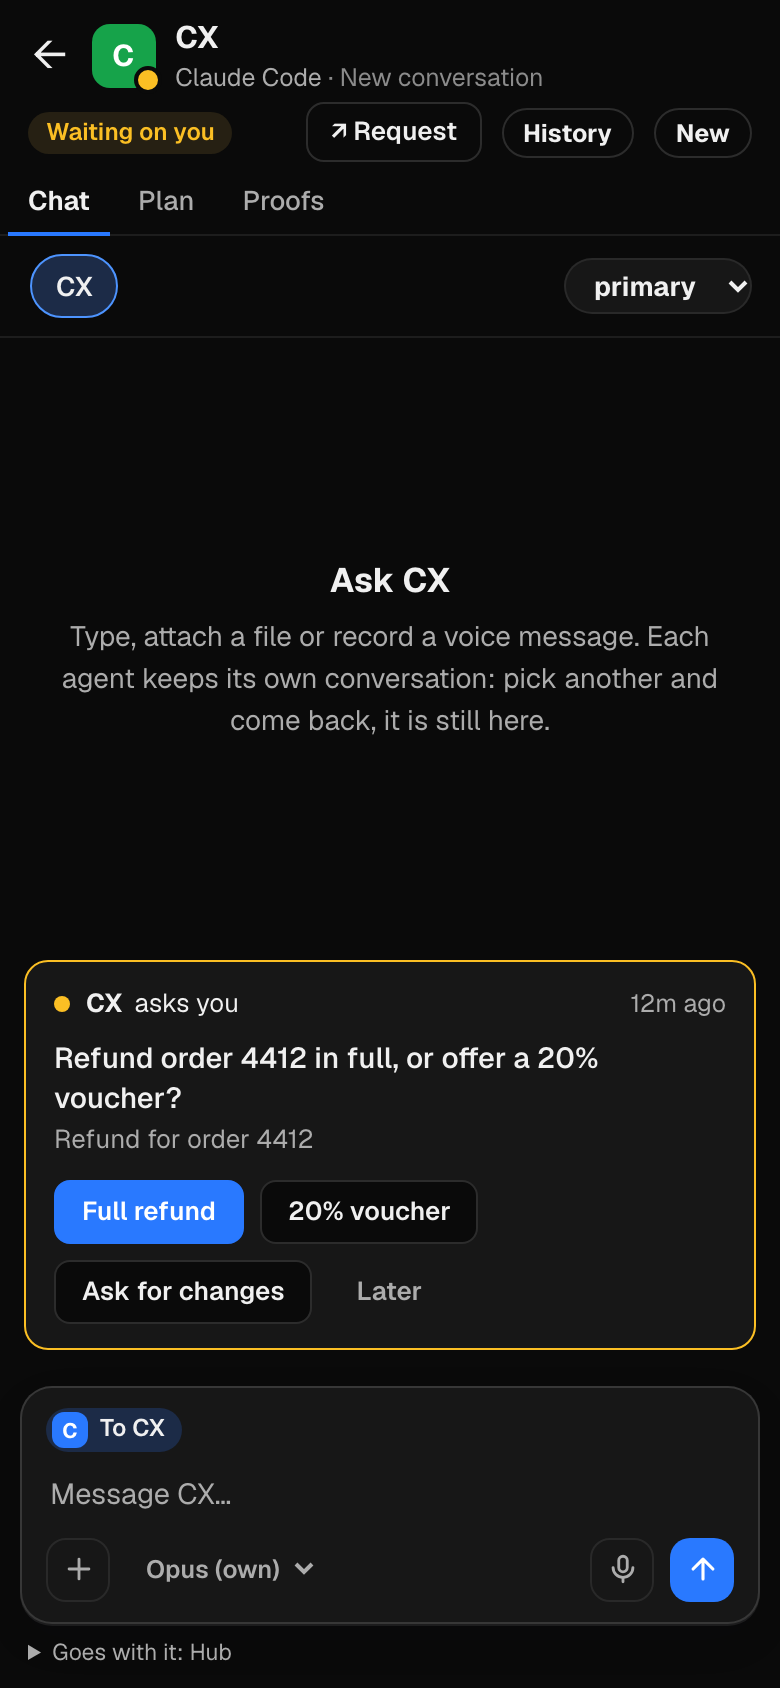 C
CX
Claude Code · New conversation
Waiting on you
Request
History
New
Chat
Plan
Proofs
CX
primary
Ask CX
Type, attach a file or record a voice message. Each
agent keeps its own conversation: pick another and
come back, it is still here.
CX asks you
12m ago
Refund order 4412 in full, or offer a 20%
voucher?
Refund for order 4412
Full refund
20% voucher
Ask for changes
Later
C
To CX
Message CX...
Opus (own)
Goes with it: Hub